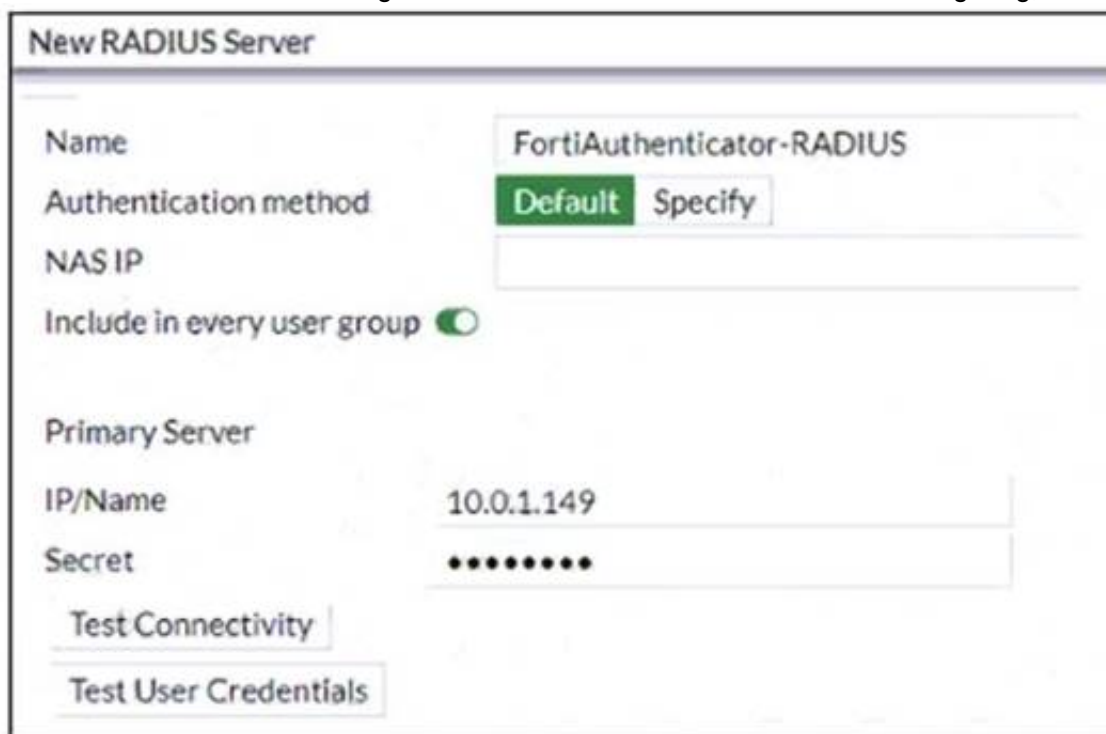 New RADIUS Server
Name FortiAuthenticator-RADIUS
Authentication method Default Specify
NAS IP
Include in every user group
Primary Server
IP/Name 10.0.1.149
Secret ••••••••
Test Connectivity
Test User Credentials